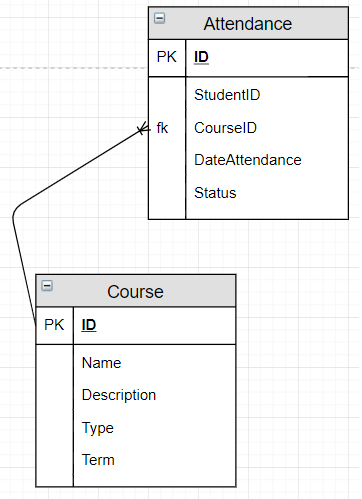 Attendance
PK ID
StudentID
fk CourseID
DateAttendance
Status
Course
PK ID
Name
Description
Type
Term